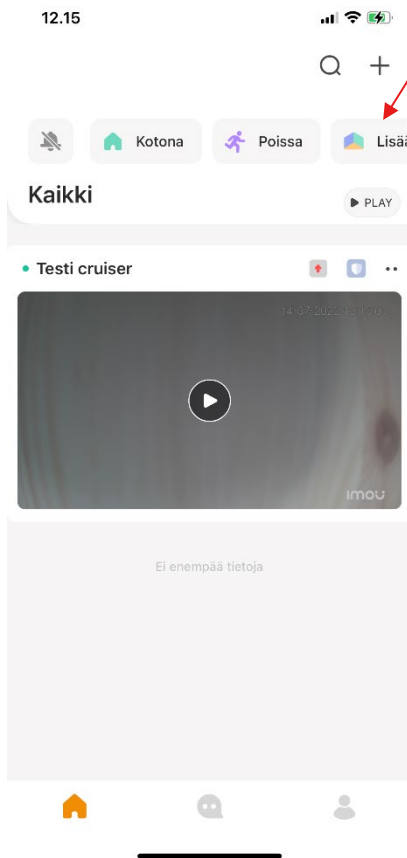 12.15
Kotona
Poissa
Lisää
Kaikki
PLAY
Testi cruiser
imou
Ei enempää tietoja